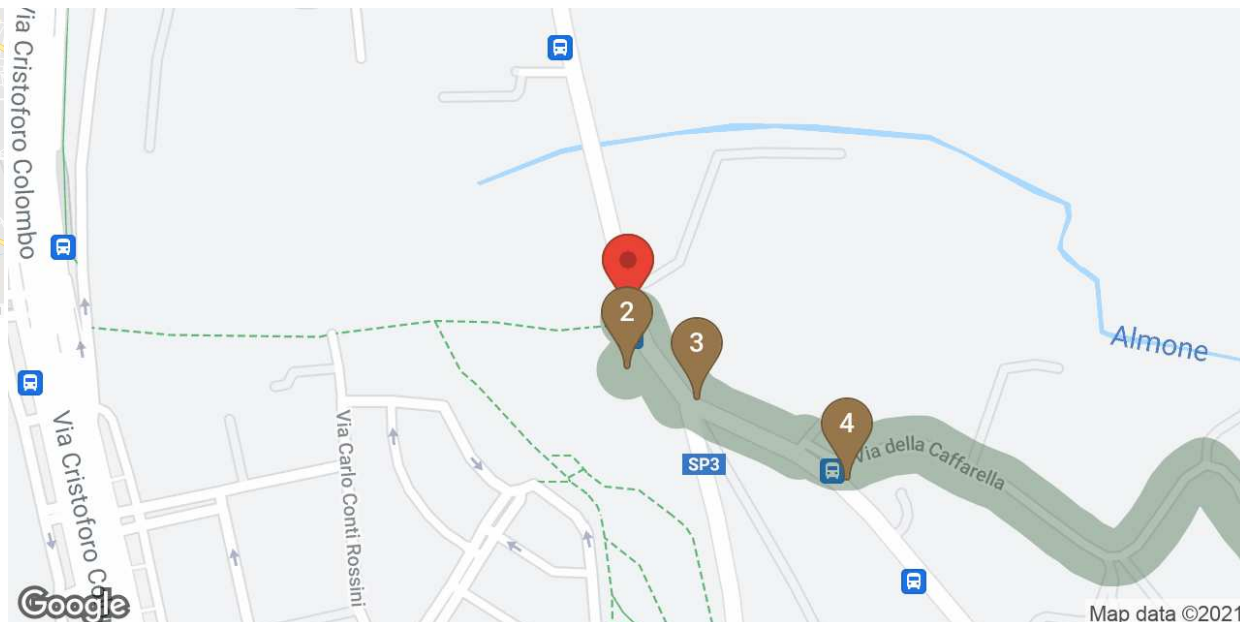 Via Cristoforo Colombo
2
3
4
Almone
Via della Caffarella
SP3
Via Carlo Conti Rossini
Via Cristoforo Co
Google
Map data ©2021